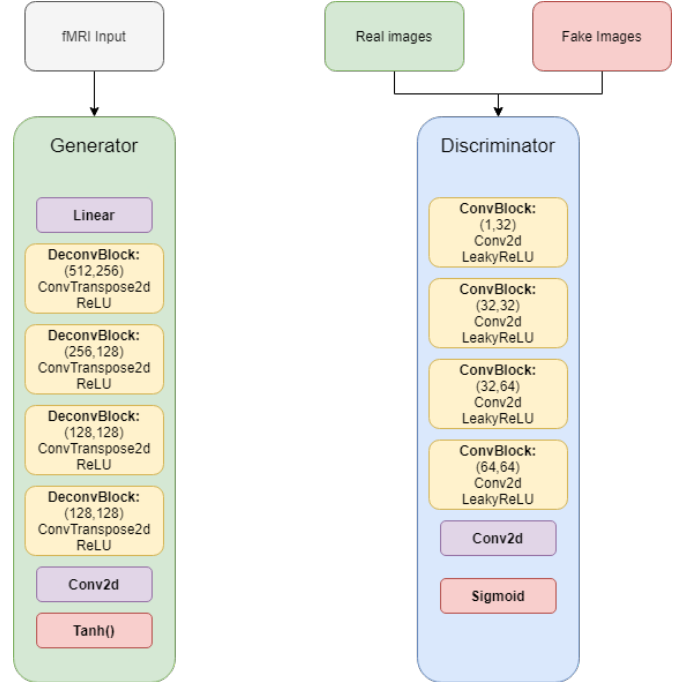 fMRI Input
Real images
Fake Images
Generator
Linear
DeconvBlock:
(512,256)
ConvTranspose2d
ReLU
DeconvBlock:
(256,128)
ConvTranspose2d
ReLU
DeconvBlock:
(128,128)
ConvTranspose2d
ReLU
DeconvBlock:
(128,128)
ConvTranspose2d
ReLU
Conv2d
Tanh()
Discriminator
ConvBlock:
(1,32)
Conv2d
LeakyReLU
ConvBlock:
(32,32)
Conv2d
LeakyReLU
ConvBlock:
(32,64)
Conv2d
LeakyReLU
ConvBlock:
(64,64)
Conv2d
LeakyReLU
Conv2d
Sigmoid